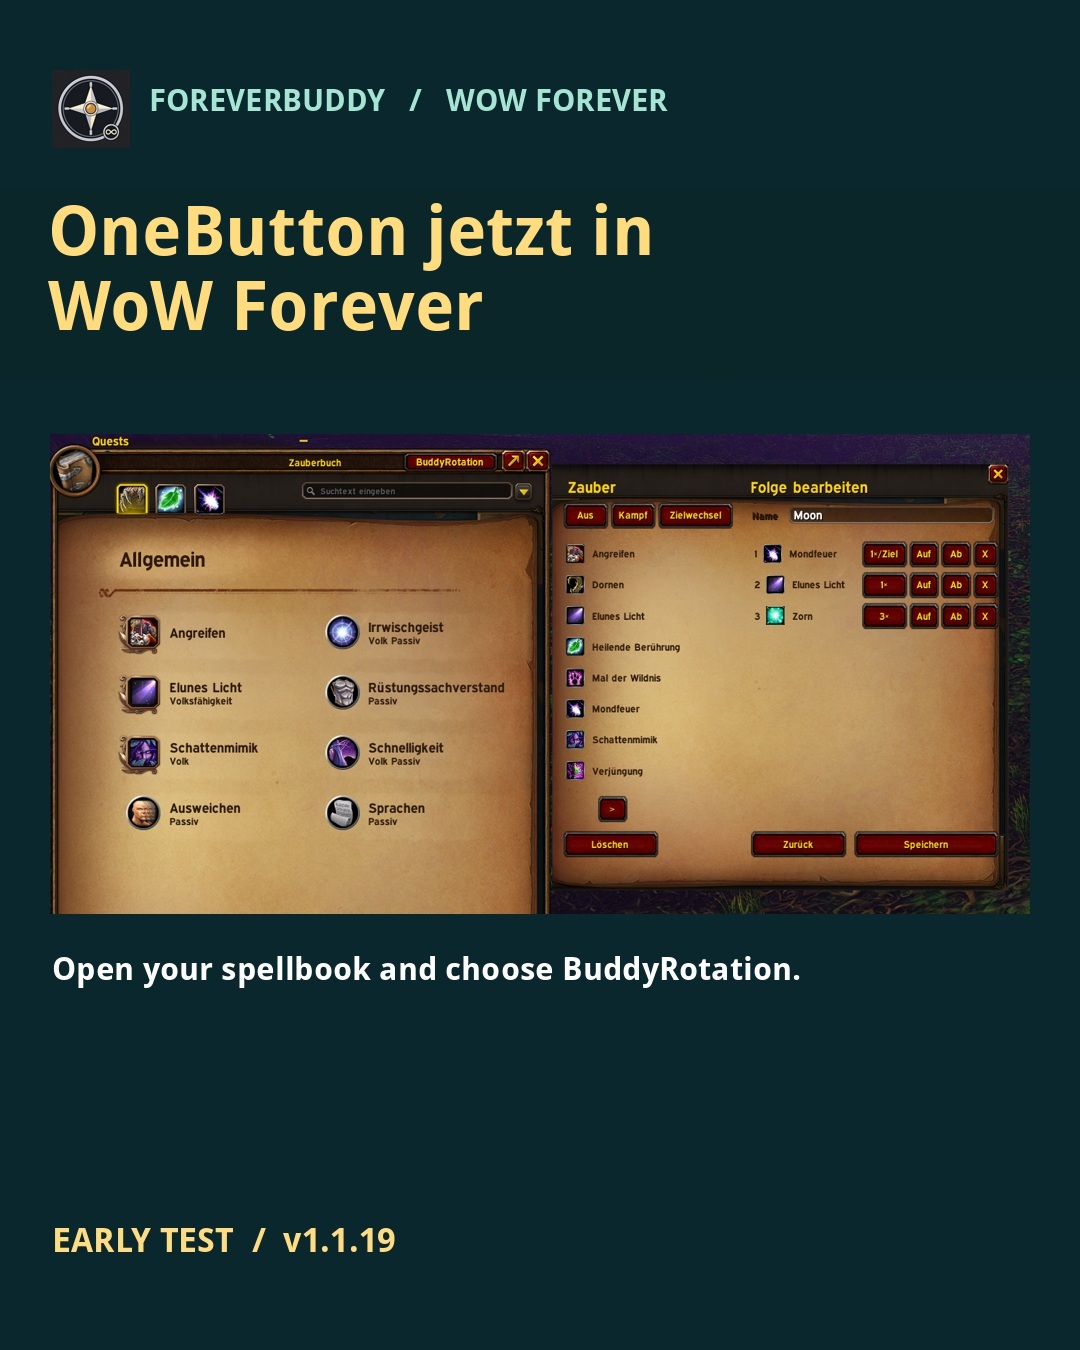 FOREVERBUDDY / WOW FOREVER
OneButton jetzt in
WoW Forever
Quests
Zauberbuch
BuddyRotation
Suchtext eingeben
Allgemein
Angreifen
Irrwischgeist
Volk Passiv
Elunes Licht
Volksfähigkeit
Rüstungssachverstand
Passiv
Schattenmimik
Volk
Schnelligkeit
Volk Passiv
Ausweichen
Passiv
Sprachen
Passiv
Zauber
Folge bearbeiten
Aus Kampf Zielwechsel
Name Moon
Angreifen
1 Mondfeuer 1×/Ziel Auf Ab X
Dornen
2 Elunes Licht 1× Auf Ab X
Elunes Licht
3 Zorn 3× Auf Ab X
Heilende Berührung
Mal der Wildnis
Mondfeuer
Schattenmimik
Verjüngung
>
Löschen Zurück Speichern
Open your spellbook and choose BuddyRotation.
EARLY TEST / v1.1.19